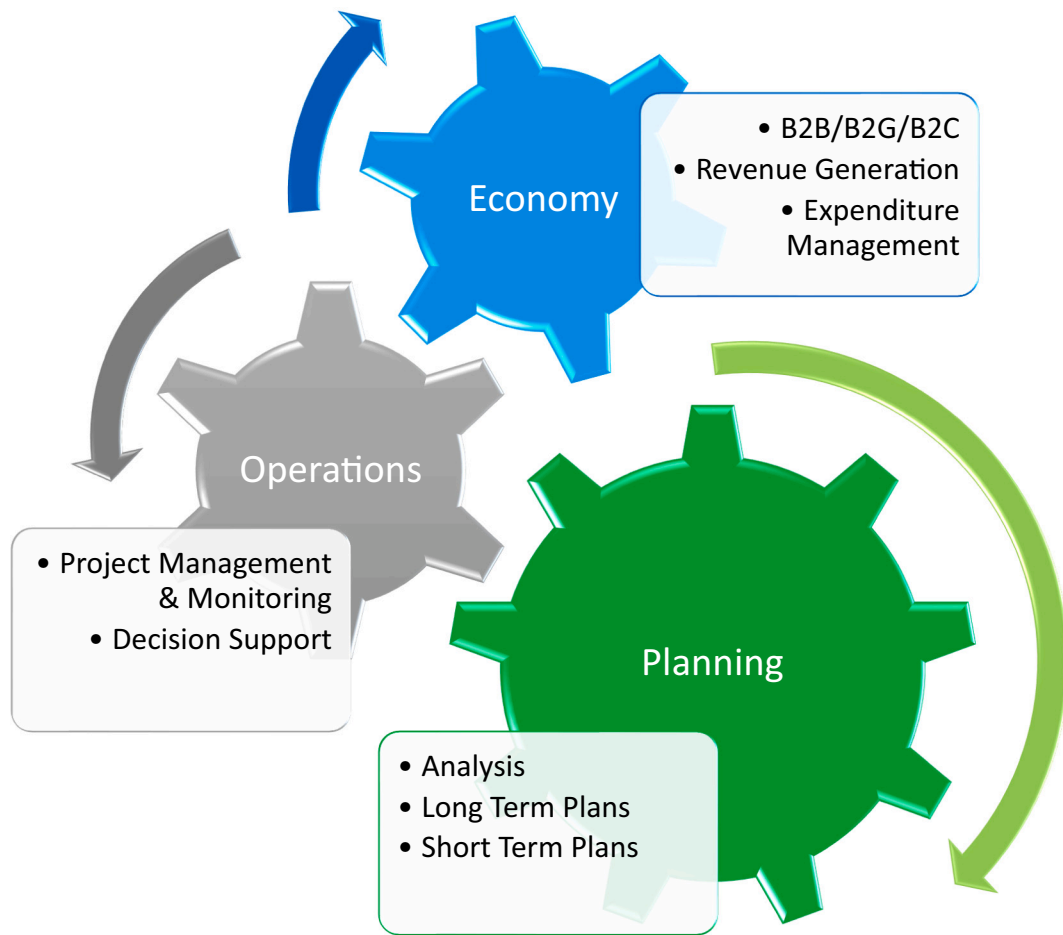 Economy
• B2B/B2G/B2C
• Revenue Generation
• Expenditure
Management
Operations
• Project Management
& Monitoring
• Decision Support
Planning
• Analysis
• Long Term Plans
• Short Term Plans